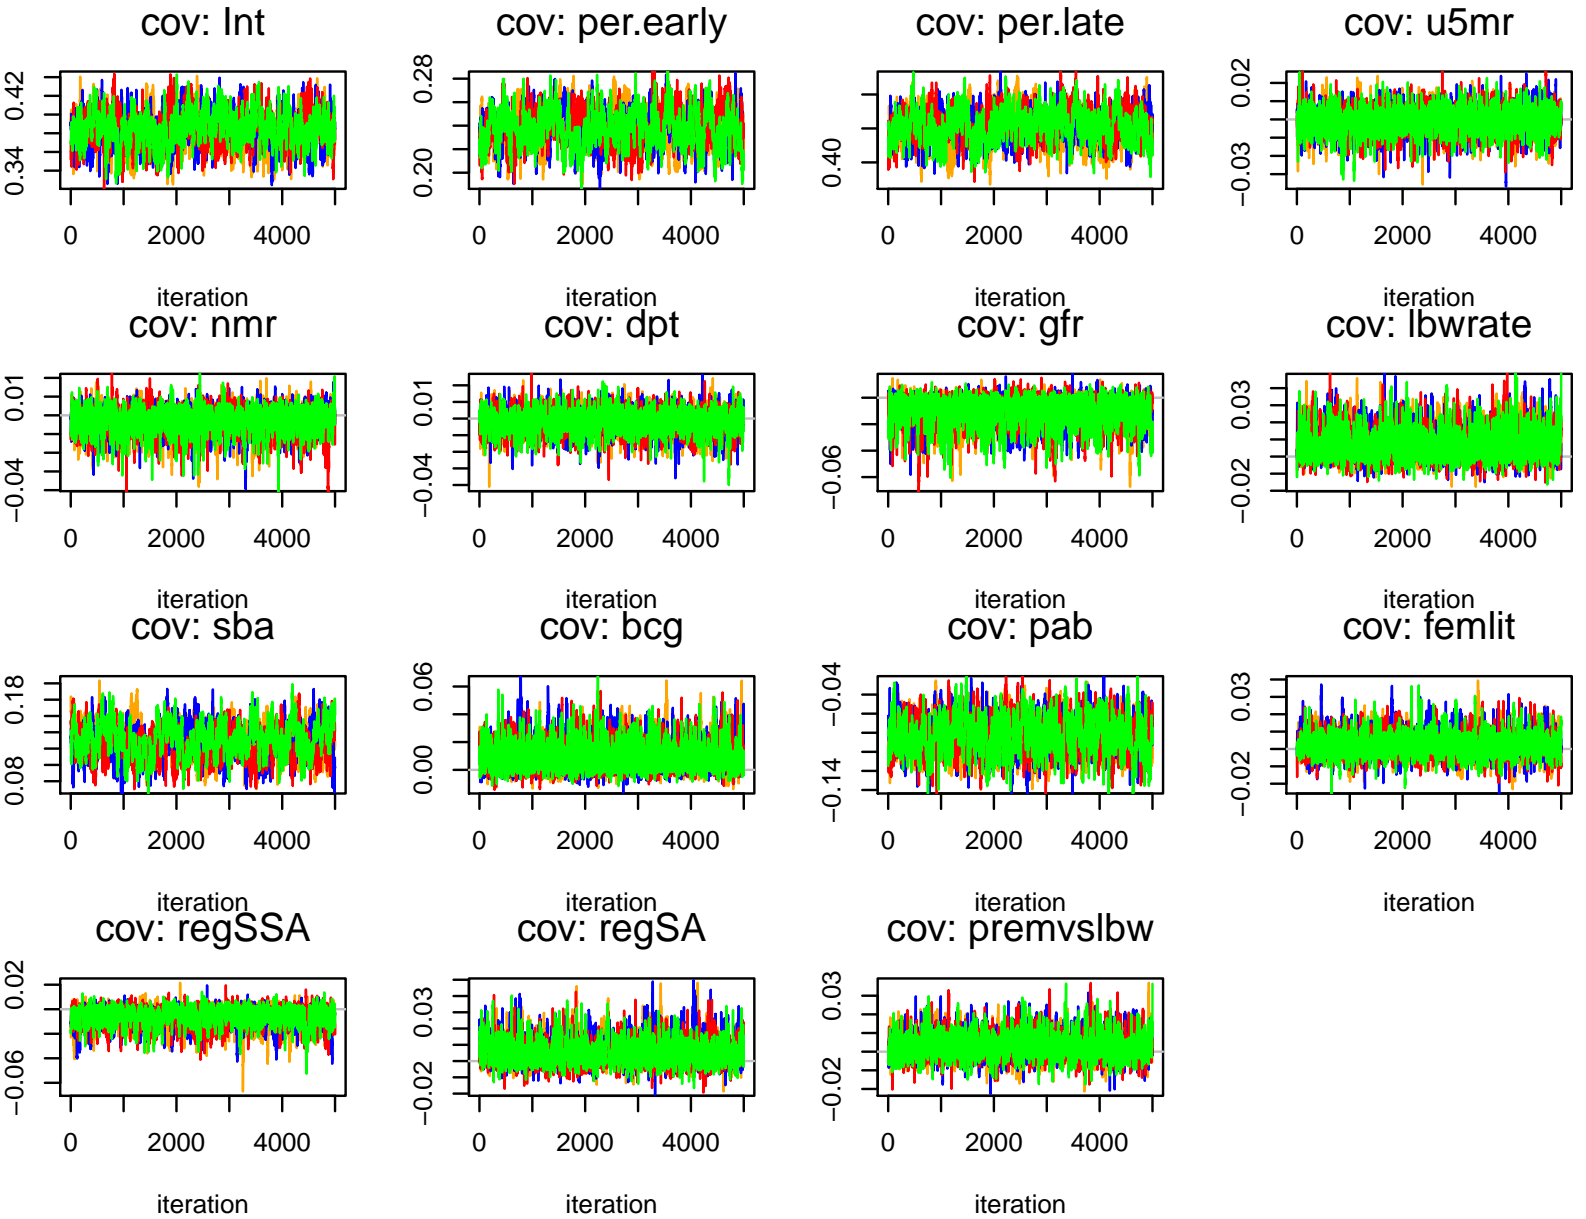 cov: Int
0.34 0.42
0 2000 4000
iteration
cov: per.early
0.20 0.28
0 2000 4000
iteration
cov: per.late
0.40
0 2000 4000
iteration
cov: u5mr
−0.03 0.02
0 2000 4000
iteration
cov: nmr
−0.04 0.01
0 2000 4000
iteration
cov: dpt
−0.04 0.01
0 2000 4000
iteration
cov: gfr
−0.06
0 2000 4000
iteration
cov: lbwrate
−0.02 0.03
0 2000 4000
iteration
cov: sba
0.08 0.18
0 2000 4000
iteration
cov: bcg
0.00 0.06
0 2000 4000
iteration
cov: pab
−0.14 −0.04
0 2000 4000
iteration
cov: femlit
−0.02 0.03
0 2000 4000
iteration
cov: regSSA
−0.06 0.02
0 2000 4000
iteration
cov: regSA
−0.02 0.03
0 2000 4000
iteration
cov: premvslbw
−0.02 0.03
0 2000 4000
iteration